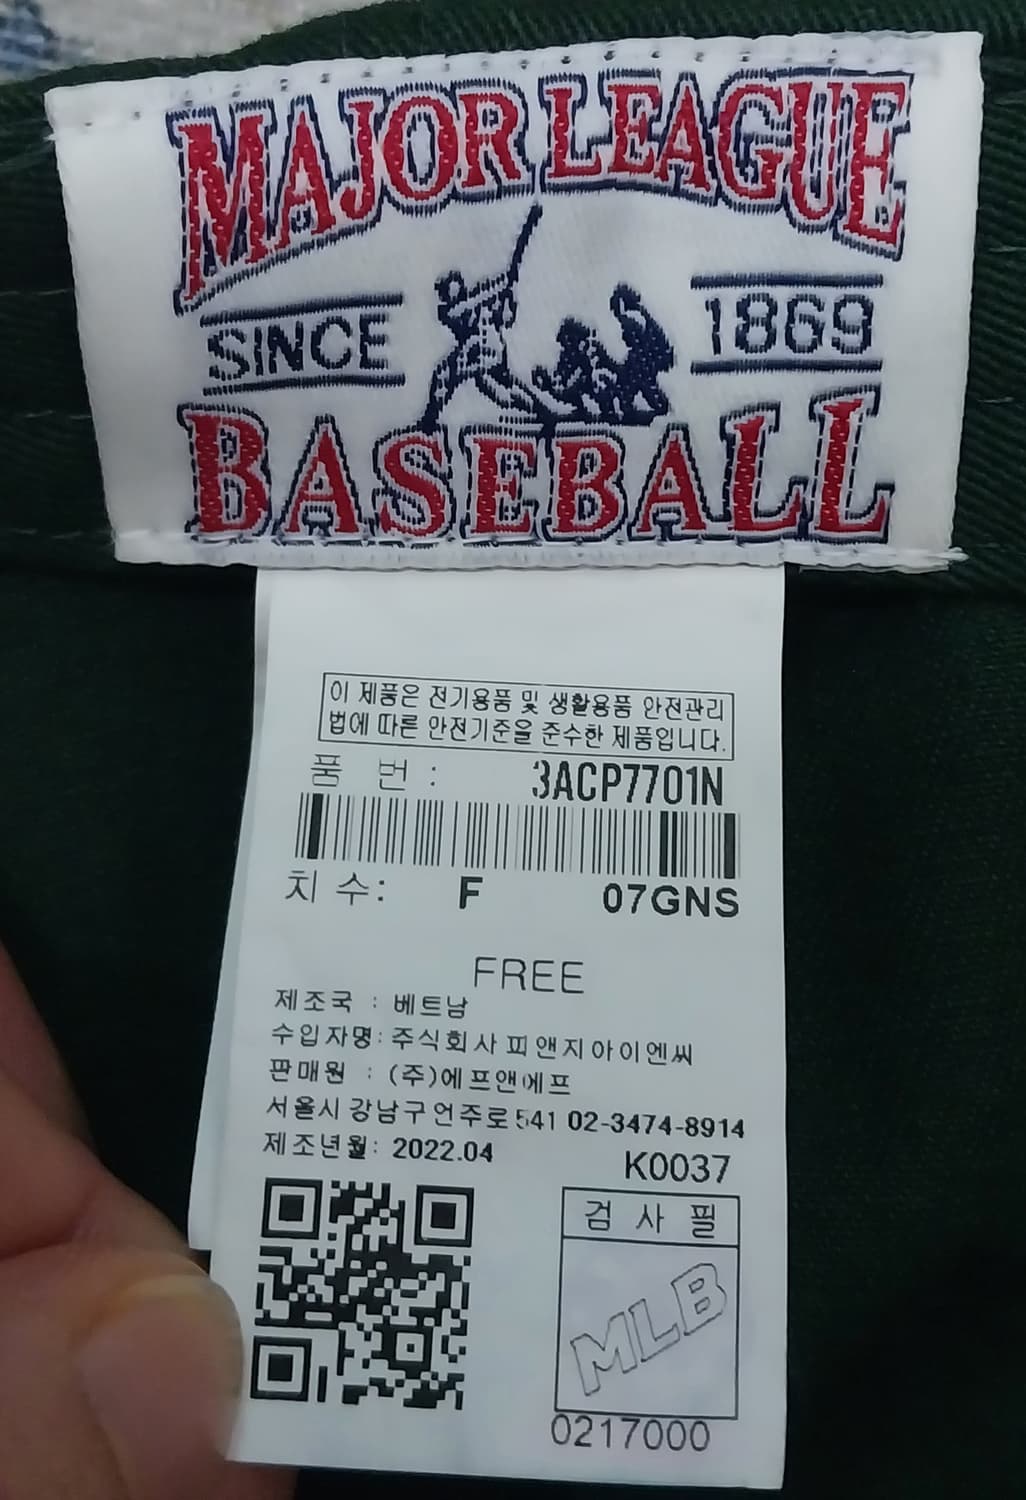 MAJOR LEAGUE
SINCE 1869
BASEBALL
이 제품은 전기용품 및 생활용품 안전관리
법에 따른 안전기준을 준수한 제품입니다.
품 번 : 3ACP7701N
치 수: F 07GNS
FREE
제조국 : 베트남
수입자명: 주식회사 피앤지아이엔씨
판매원 : (주)에프앤에프
서울시 강남구 언주로 541 02-3474-8914
제조년월: 2022.04
K0037
검 사 필
MLB
0217000